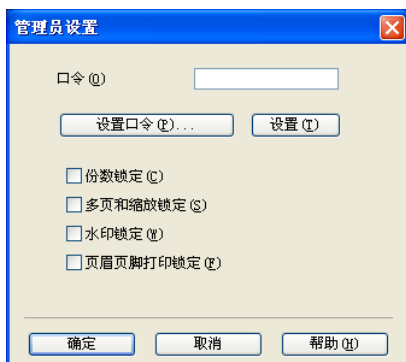 管理员设置
口令(O)
设置口令(P)... 设置(T)
份数锁定(C)
多页和缩放锁定(S)
水印锁定(W)
页眉页脚打印锁定(F)
确定 取消 帮助(H)